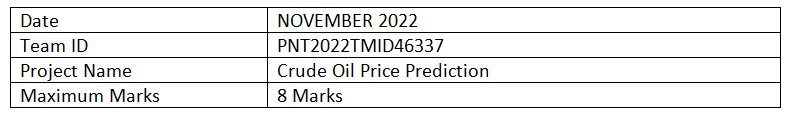 Date NOVEMBER 2022
Team ID PNT2022TMID46337
Project Name Crude Oil Price Prediction
Maximum Marks 8 Marks